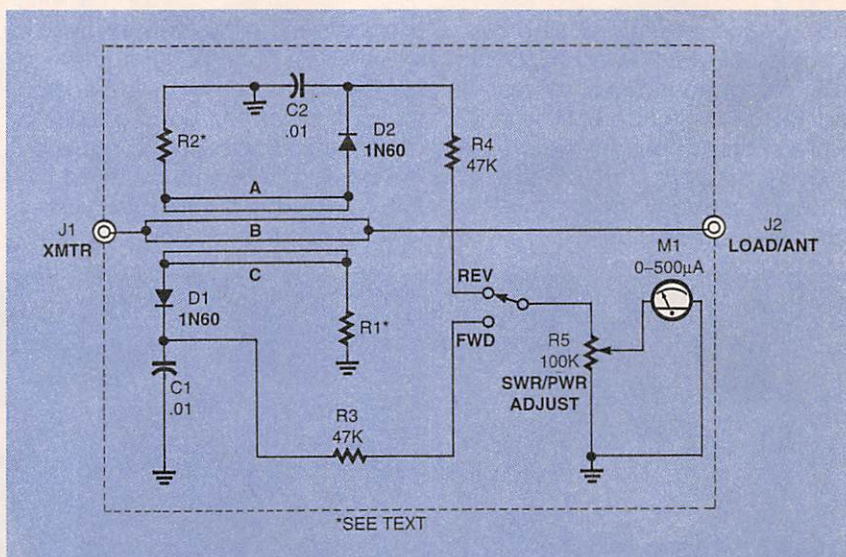 C2
.01
D2
1N60
R2*
R4
47K
A
J1
XMTR
B
J2
LOAD/ANT
M1
0–500µA
C
REV
D1
1N60
R1*
FWD
R5
100K
SWR/PWR
ADJUST
C1
.01
R3
47K
*SEE TEXT